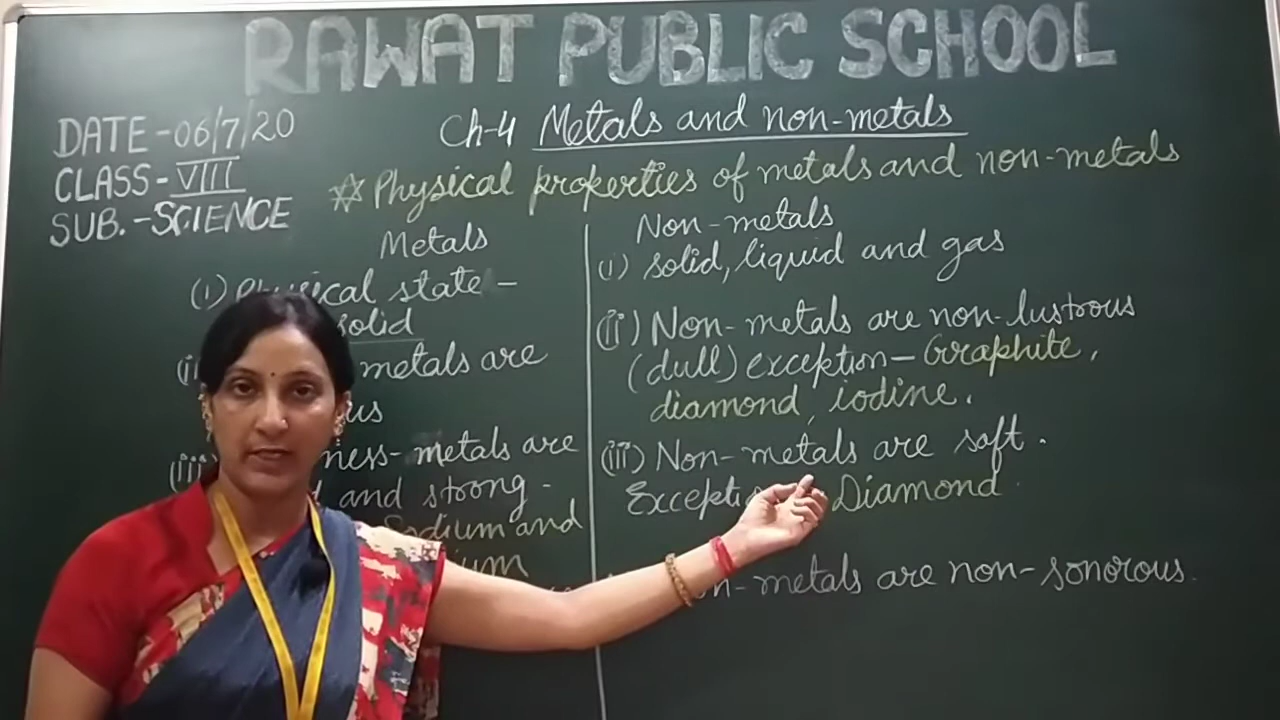 RAWAT PUBLIC SCHOOL
DATE - 06/7/20
CLASS - VIII
SUB. - SCIENCE
Ch-4 Metals and non-metals
Physical properties of metals and non-metals
Metals
(i) Physical state -
solid
metals are
metals are
and strong -
Sodium and
Non-metals
(i) solid, liquid and gas
(ii) Non-metals are non-lustrous
(dull) exception - Graphite,
diamond, iodine.
(iii) Non-metals are soft.
Diamond
are non-sonorous.